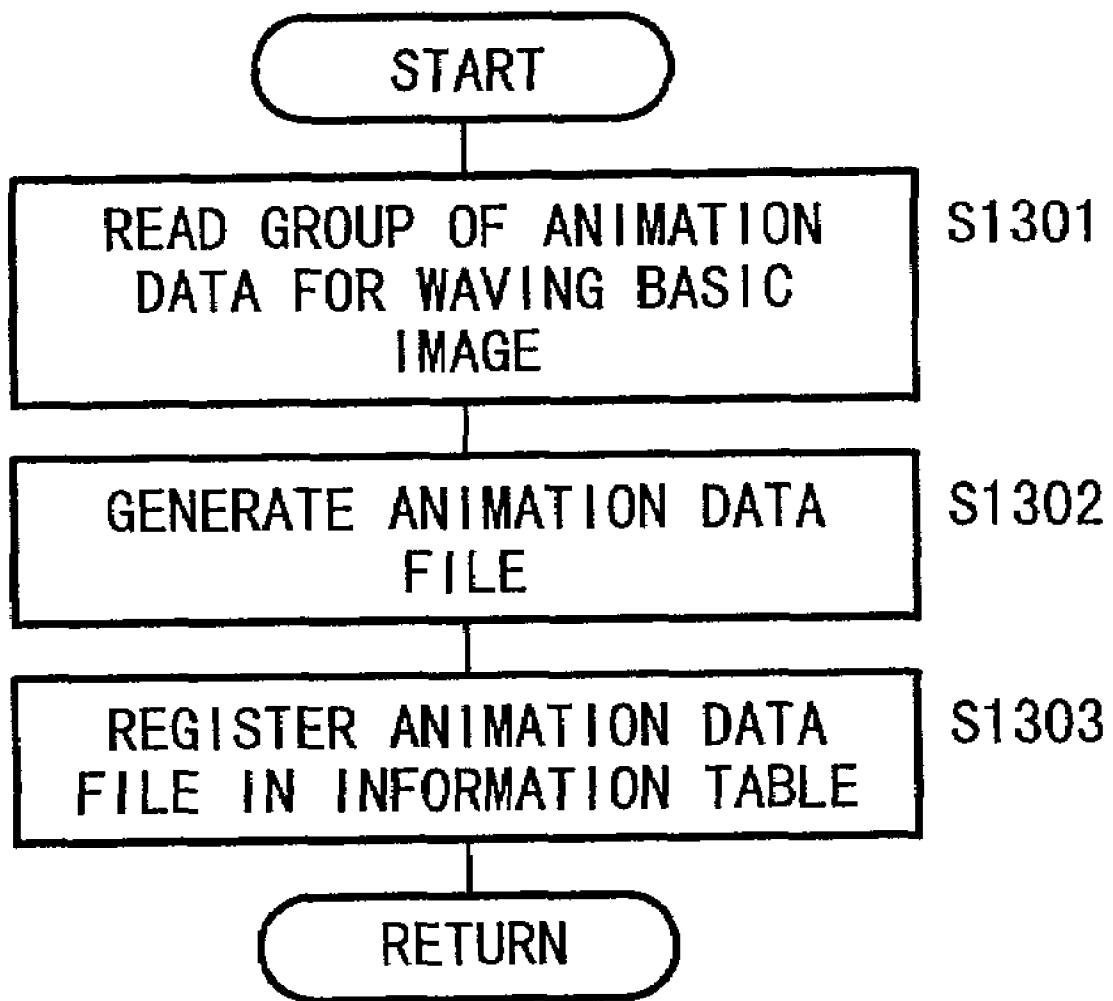 START
READ GROUP OF ANIMATION
DATA FOR WAVING BASIC
IMAGE
S1301
GENERATE ANIMATION DATA
FILE
S1302
REGISTER ANIMATION DATA
FILE IN INFORMATION TABLE
S1303
RETURN